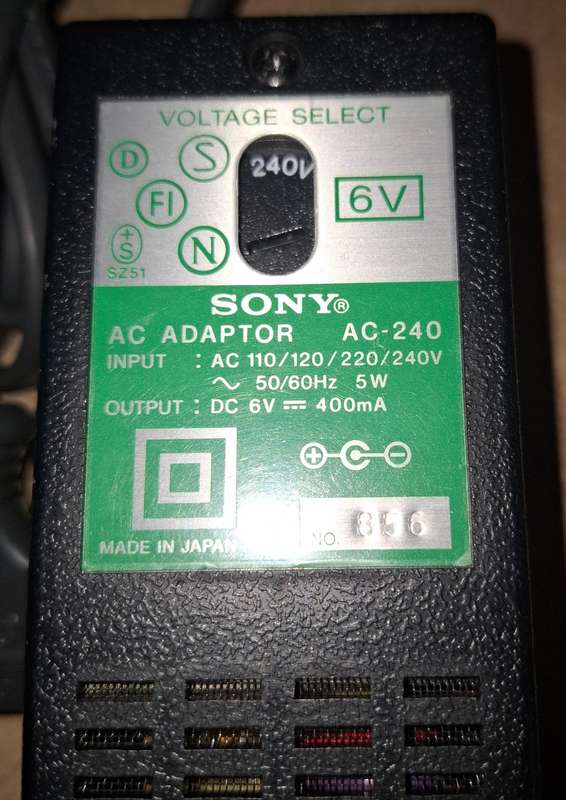 VOLTAGE SELECT
D S 240V
FI 6V
+S N
SZ51
SONY®
AC ADAPTOR AC-240
INPUT : AC 110/120/220/240V
~ 50/60Hz 5W
OUTPUT : DC 6V ⎓ 400mA
MADE IN JAPAN NO. 856